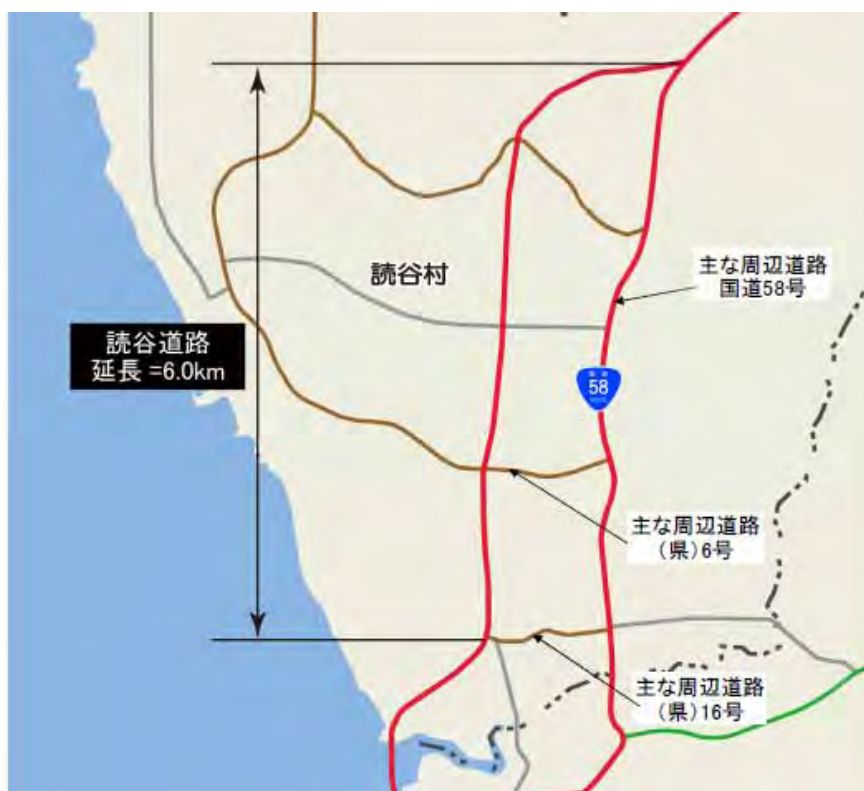 読谷村
主な周辺道路
国道58号
読谷道路
延長=6.0km
58
主な周辺道路
（県）6号
主な周辺道路
（県）16号